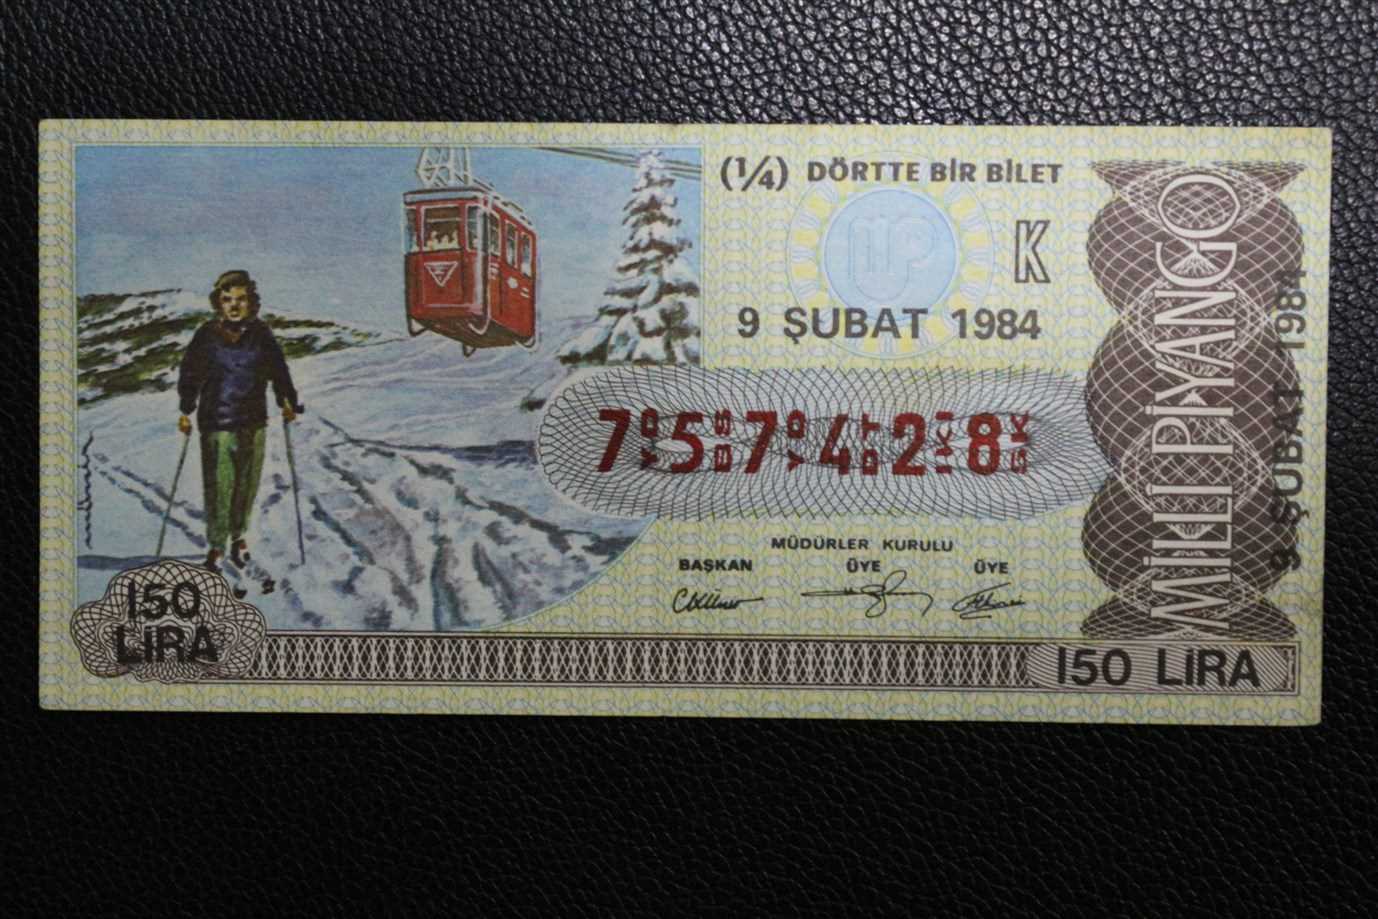 (¼) DÖRTTE BİR BİLET
K
9 ŞUBAT 1984
7 5 7 4 2 8
MÜDÜRLER KURULU
BAŞKAN ÜYE ÜYE
150
LİRA
150 LİRA
MİLLİ PİYANGO
9 ŞUBAT 1984